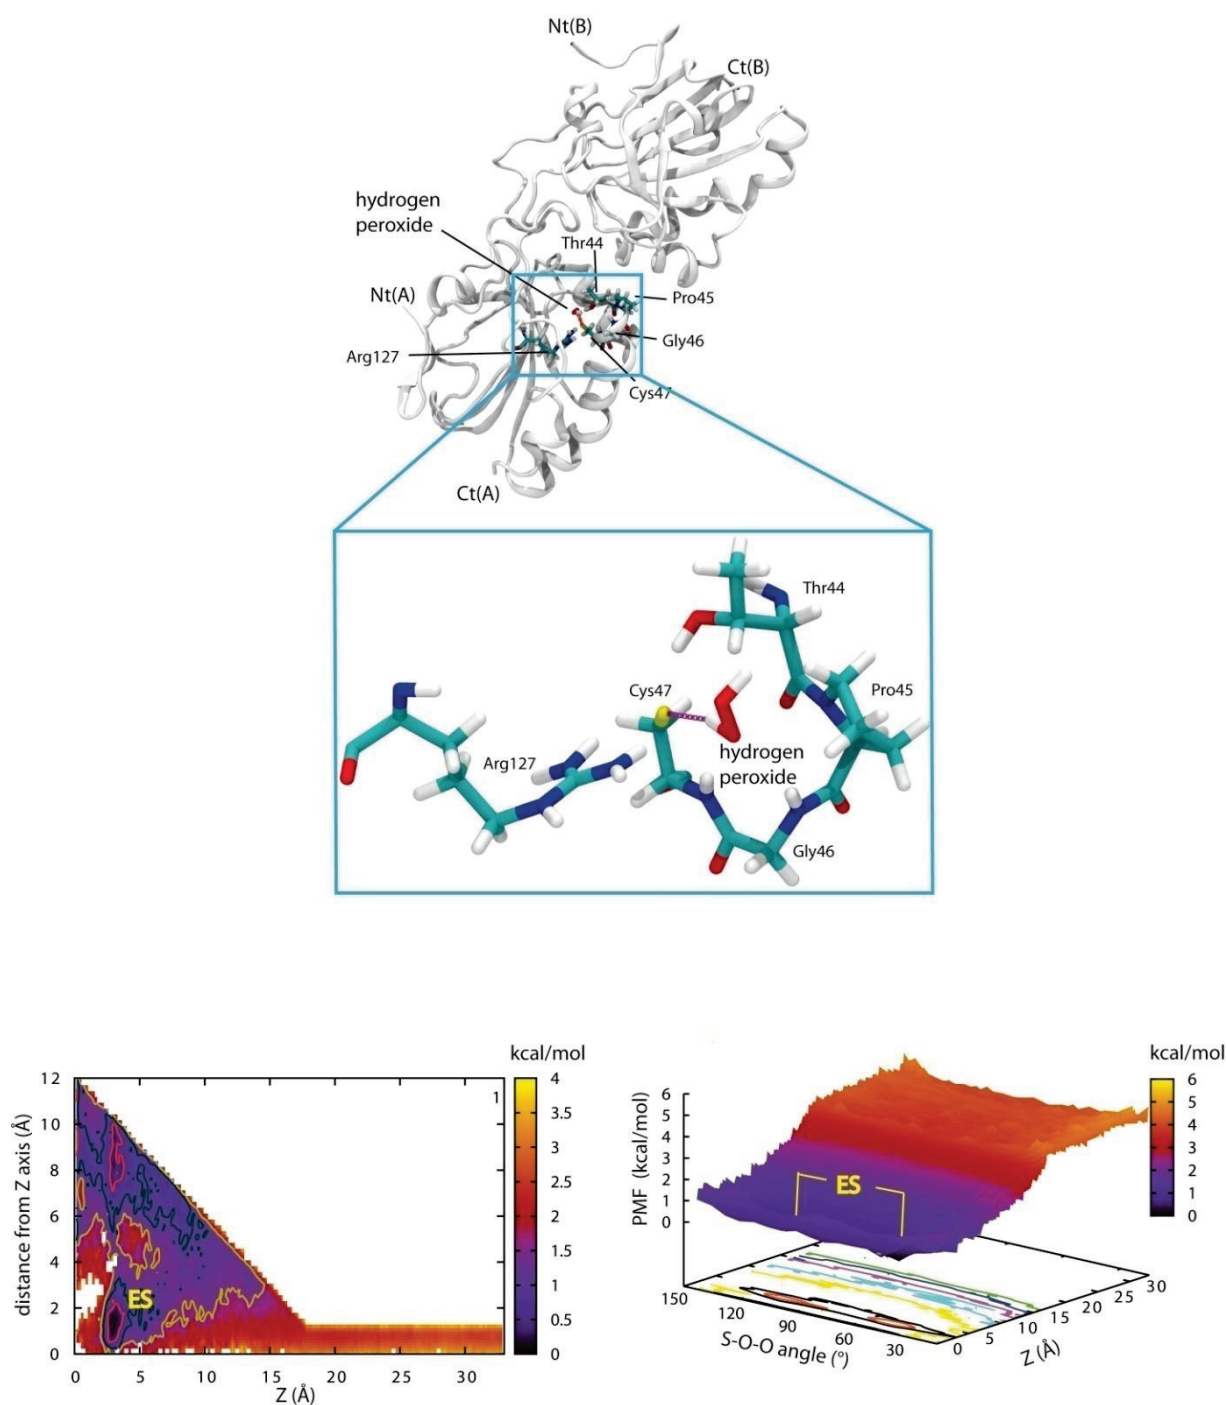 Nt(B)
Ct(B)
hydrogen
peroxide
Thr44
Nt(A)
Pro45
Gly46
Arg127
Cys47
Ct(A)
Thr44
Cys47
Pro45
Arg127
hydrogen
peroxide
Gly46
kcal/mol
12
10
8
6
4
2
0
distance from Z axis (Å)
1
ES
0 5 10 15 20 25 30
Z (Å)
4
3.5
3
2.5
2
1.5
1
0.5
0
kcal/mol
6
5
4
3
2
1
0
PMF (kcal/mol)
ES
150 120 90 60 30
S-O-O angle (°)
0 5 10 15 20 25 30
Z (Å)
6
5
4
3
2
1
0